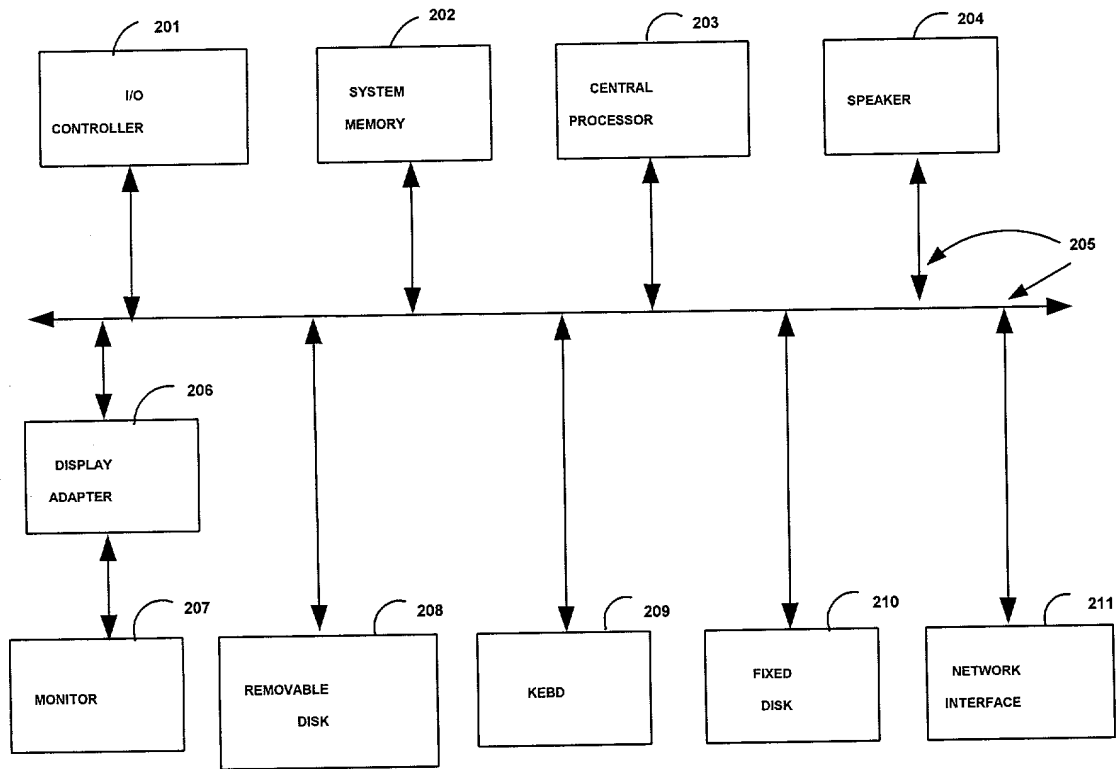 201
202
203
204
I/O
CONTROLLER
SYSTEM
MEMORY
CENTRAL
PROCESSOR
SPEAKER
205
206
DISPLAY
ADAPTER
207
208
209
210
211
MONITOR
REMOVABLE
DISK
KEBD
FIXED
DISK
NETWORK
INTERFACE